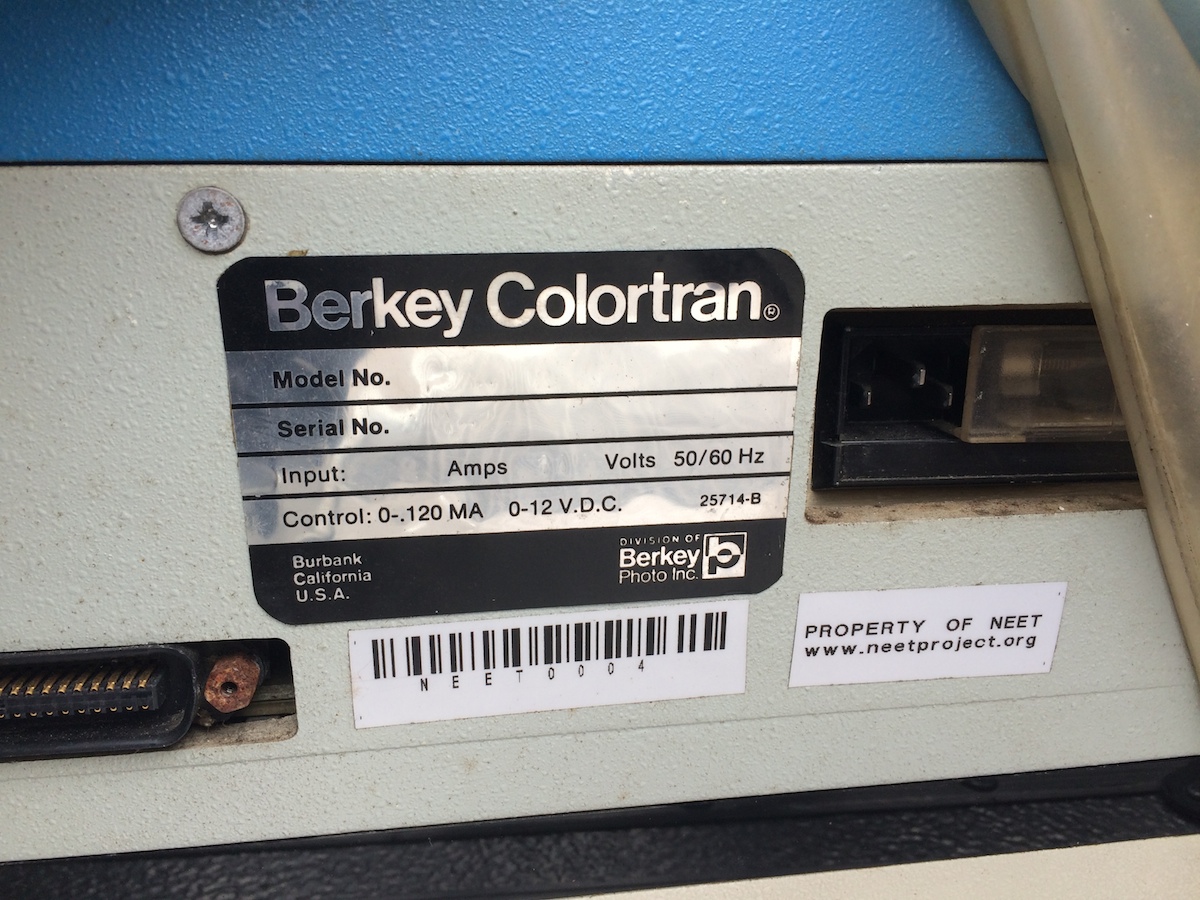 Berkey Colortran®
Model No.
Serial No.
Input: Amps Volts 50/60 Hz
Control: 0-.120 MA 0-12 V.D.C. 25714-B
Burbank
California
U.S.A.
DIVISION OF
Berkey
Photo Inc.
NEET0004
PROPERTY OF NEET
www.neetproject.org